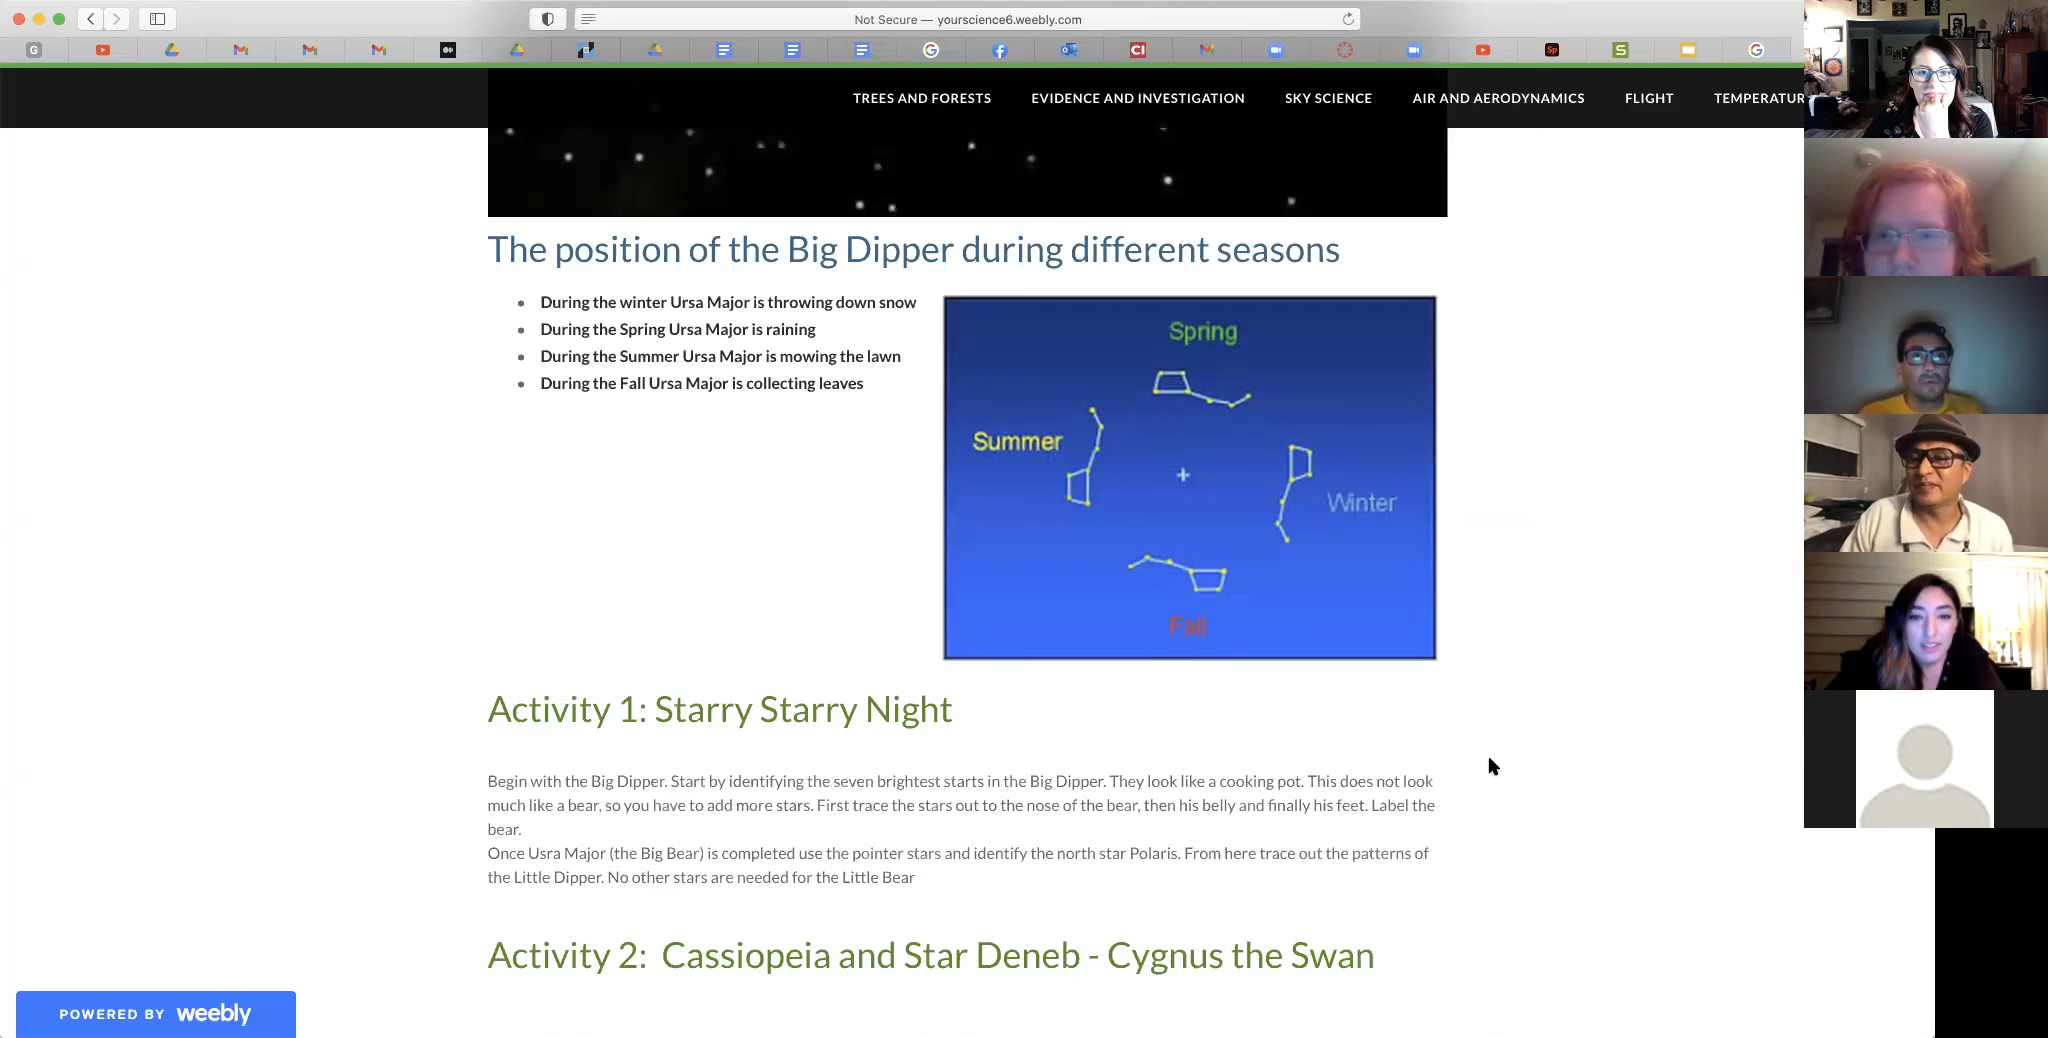 Not Secure — yourscience6.weebly.com
TREES AND FORESTS EVIDENCE AND INVESTIGATION SKY SCIENCE AIR AND AERODYNAMICS FLIGHT TEMPERATUR
The position of the Big Dipper during different seasons
During the winter Ursa Major is throwing down snow
During the Spring Ursa Major is raining
During the Summer Ursa Major is mowing the lawn
During the Fall Ursa Major is collecting leaves
Spring
Summer
Winter
Fall
Activity 1: Starry Starry Night
Begin with the Big Dipper. Start by identifying the seven brightest starts in the Big Dipper. They look like a cooking pot. This does not look
much like a bear, so you have to add more stars. First trace the stars out to the nose of the bear, then his belly and finally his feet. Label the
bear.
Once Usra Major (the Big Bear) is completed use the pointer stars and identify the north star Polaris. From here trace out the patterns of
the Little Dipper. No other stars are needed for the Little Bear
Activity 2: Cassiopeia and Star Deneb - Cygnus the Swan
POWERED BY weebly